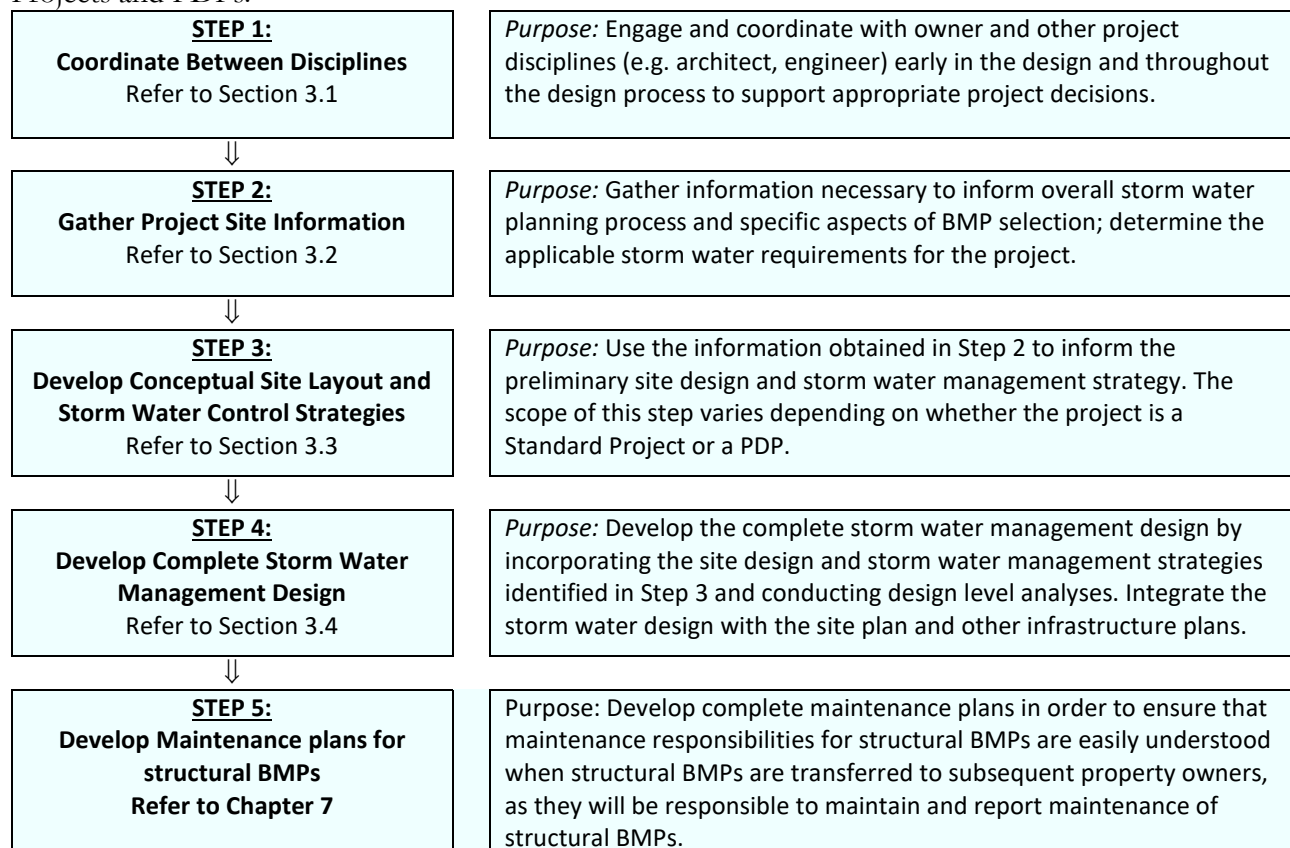 Projects and PDPs.
STEP 1:
Coordinate Between Disciplines
Refer to Section 3.1
Purpose: Engage and coordinate with owner and other project
disciplines (e.g. architect, engineer) early in the design and throughout
the design process to support appropriate project decisions.
⇓
STEP 2:
Gather Project Site Information
Refer to Section 3.2
Purpose: Gather information necessary to inform overall storm water
planning process and specific aspects of BMP selection; determine the
applicable storm water requirements for the project.
⇓
STEP 3:
Develop Conceptual Site Layout and
Storm Water Control Strategies
Refer to Section 3.3
Purpose: Use the information obtained in Step 2 to inform the
preliminary site design and storm water management strategy. The
scope of this step varies depending on whether the project is a
Standard Project or a PDP.
⇓
STEP 4:
Develop Complete Storm Water
Management Design
Refer to Section 3.4
Purpose: Develop the complete storm water management design by
incorporating the site design and storm water management strategies
identified in Step 3 and conducting design level analyses. Integrate the
storm water design with the site plan and other infrastructure plans.
⇓
STEP 5:
Develop Maintenance plans for
structural BMPs
Refer to Chapter 7
Purpose: Develop complete maintenance plans in order to ensure that
maintenance responsibilities for structural BMPs are easily understood
when structural BMPs are transferred to subsequent property owners,
as they will be responsible to maintain and report maintenance of
structural BMPs.